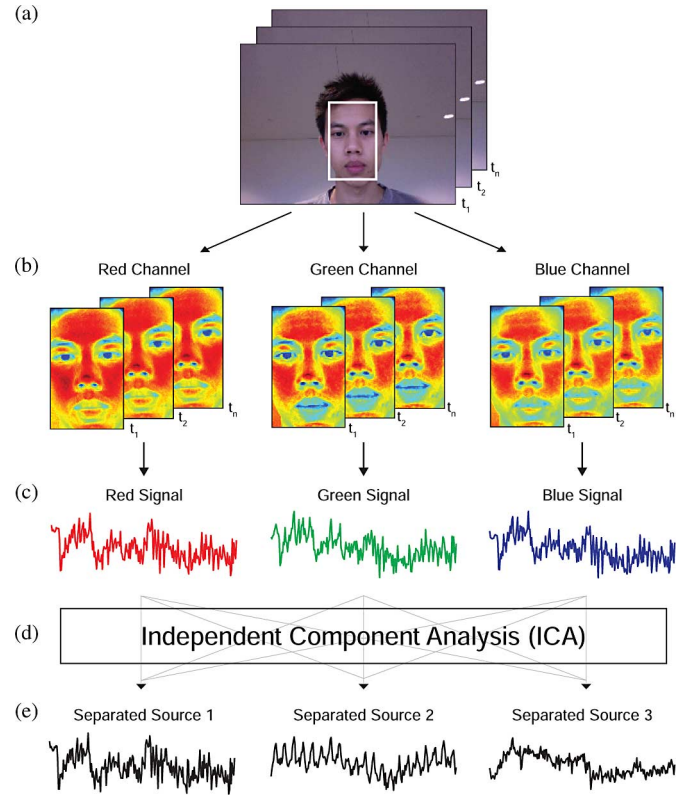 (a)
t1
t2
tn
(b)
Red Channel Green Channel Blue Channel
t1 t2 tn t1 t2 tn t1 t2 tn
(c)
Red Signal Green Signal Blue Signal
(d)
Independent Component Analysis (ICA)
(e)
Separated Source 1 Separated Source 2 Separated Source 3